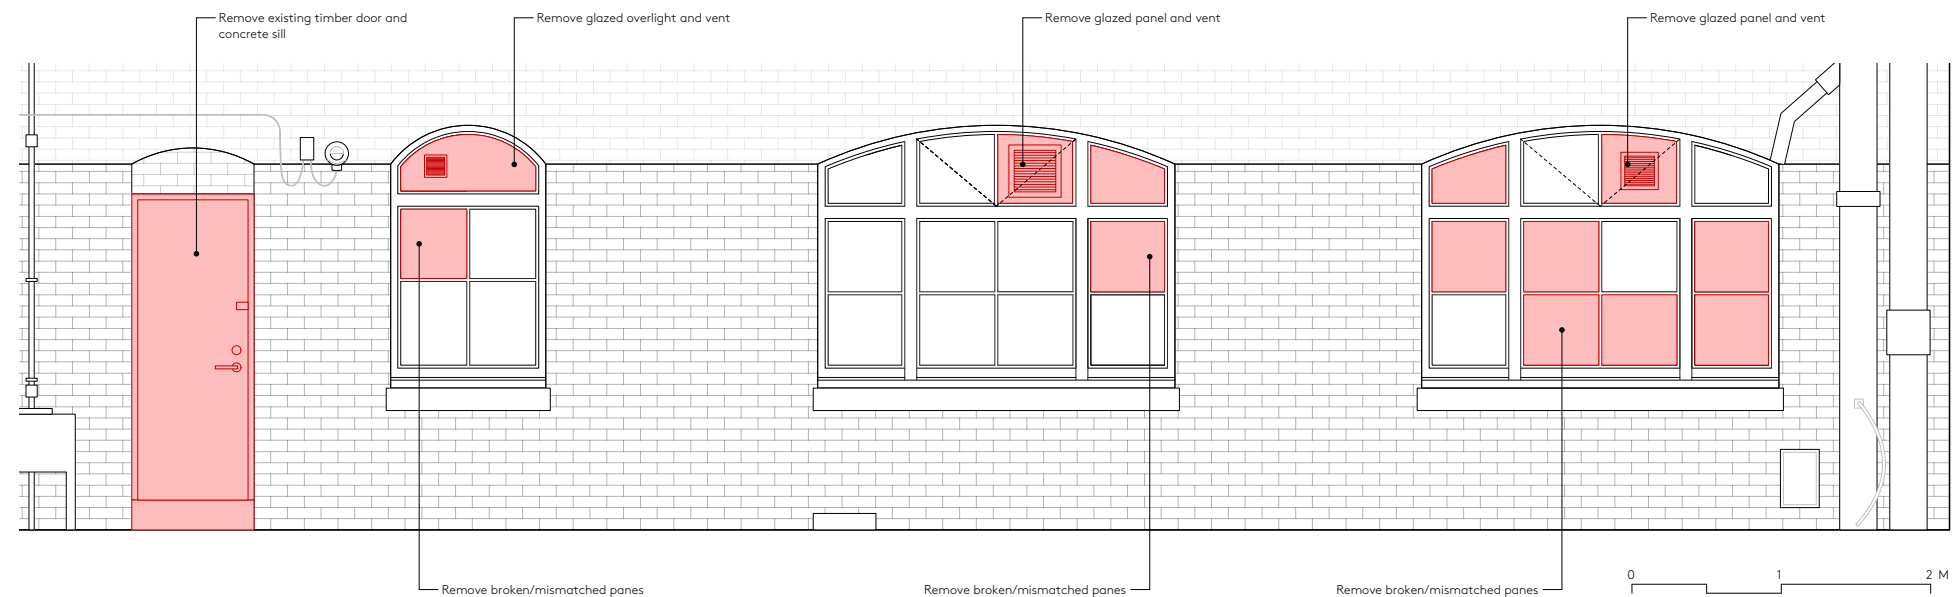 Remove existing timber door and
concrete sill
Remove glazed overlight and vent
Remove glazed panel and vent
Remove glazed panel and vent
Remove broken/mismatched panes
Remove broken/mismatched panes
Remove broken/mismatched panes
0 1 2 M